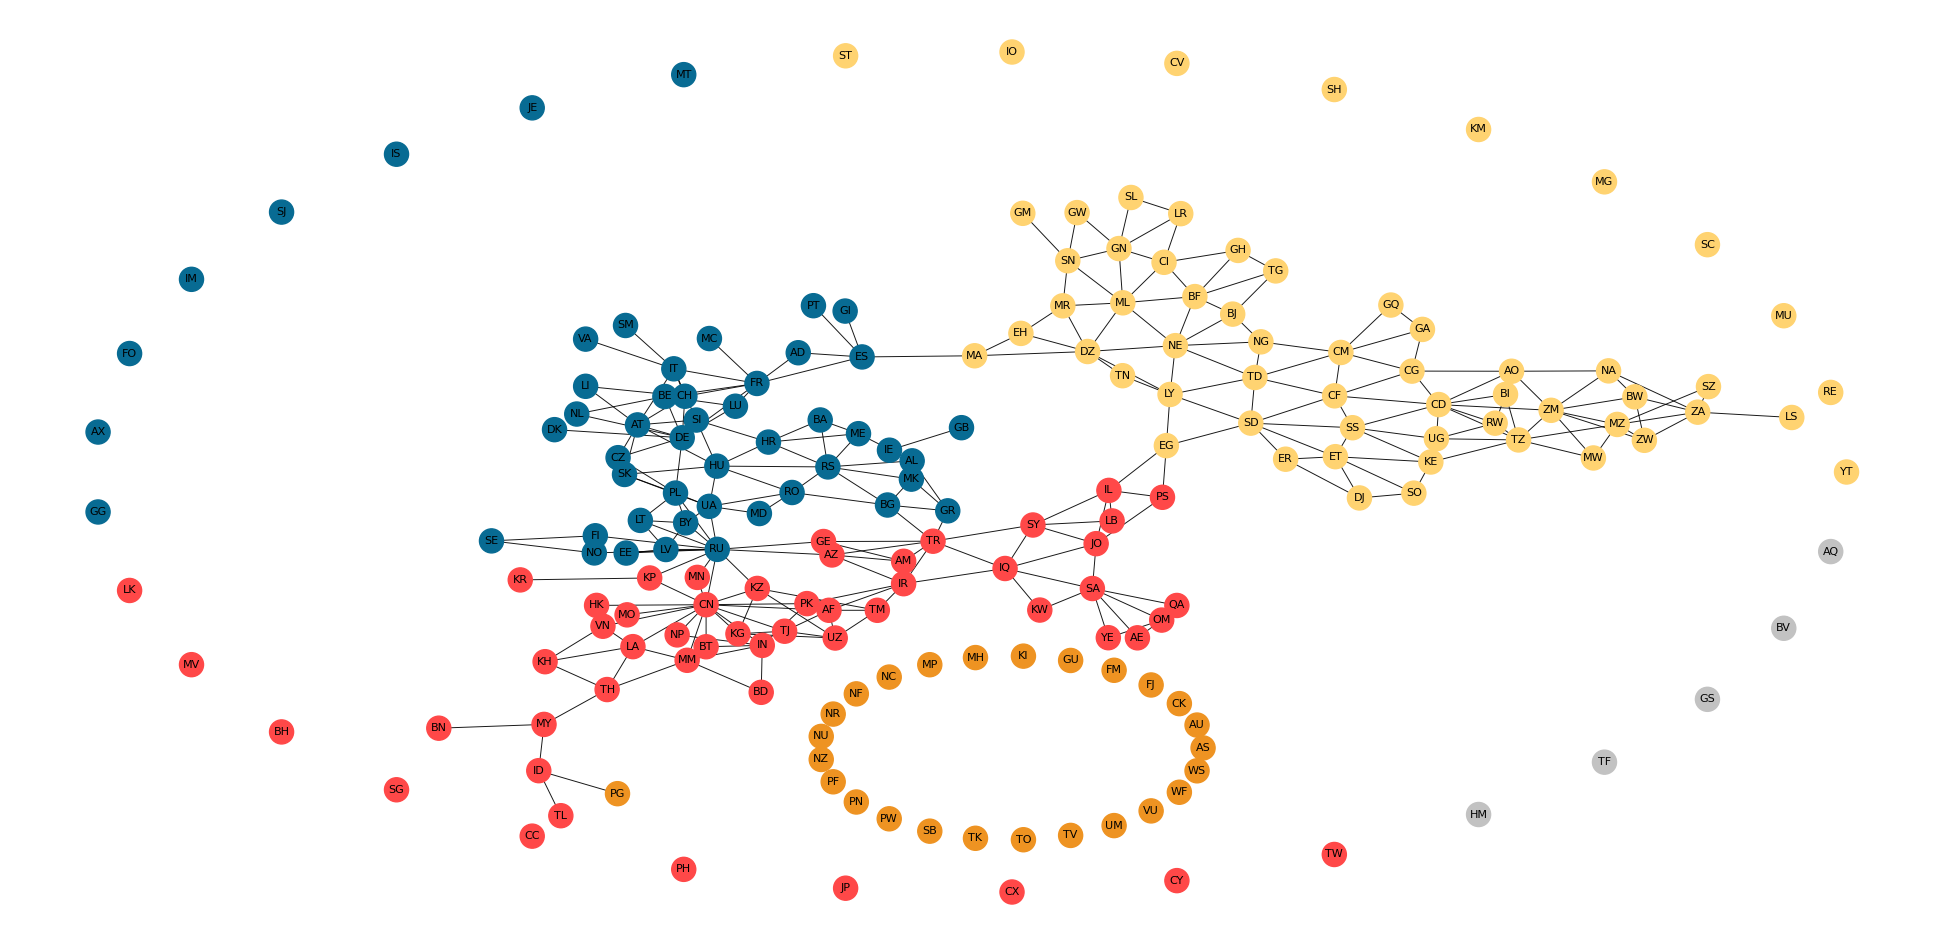 IO
ST
CV
MT
SH
JE
KM
IS
MG
SL
SJ
GM
GW
LR
SC
GN
GH
SN
CI
TG
IM
BF
ML
GQ
PT
MR
GI
BJ
MU
SM
GA
EH
VA
MC
NG
NE
DZ
CM
AD
FO
MA
ES
IT
CG
AO
NA
TN
TD
FR
LI
SZ
RE
LY
BI
CF
BE
CH
BW
CD
LU
NL
ZM
ZA
LS
SI
BA
SD
RW
AT
MZ
GB
SS
DK
AX
ME
DE
UG
TZ
ZW
HR
EG
IE
ET
CZ
MW
ER
AL
KE
HU
RS
YT
SK
MK
IL
RO
PL
SO
PS
DJ
BG
UA
GR
GG
MD
LT
LB
BY
SY
FI
SE
TR
GE
JO
RU
LV
AQ
NO
EE
AZ
AM
IQ
MN
KP
KR
IR
KZ
SA
LK
PK
CN
HK
QA
KW
AF
TM
MO
OM
VN
BV
TJ
KG
NP
YE
AE
UZ
IN
LA
BT
KI
MH
MM
GU
KH
MP
MV
FM
NC
FJ
TH
BD
NF
GS
CK
NR
MY
AU
BN
BH
NU
AS
NZ
TF
ID
WS
PF
SG
WF
PG
PN
VU
HM
TL
PW
UM
SB
TV
CC
TK
TO
TW
PH
CY
JP
CX